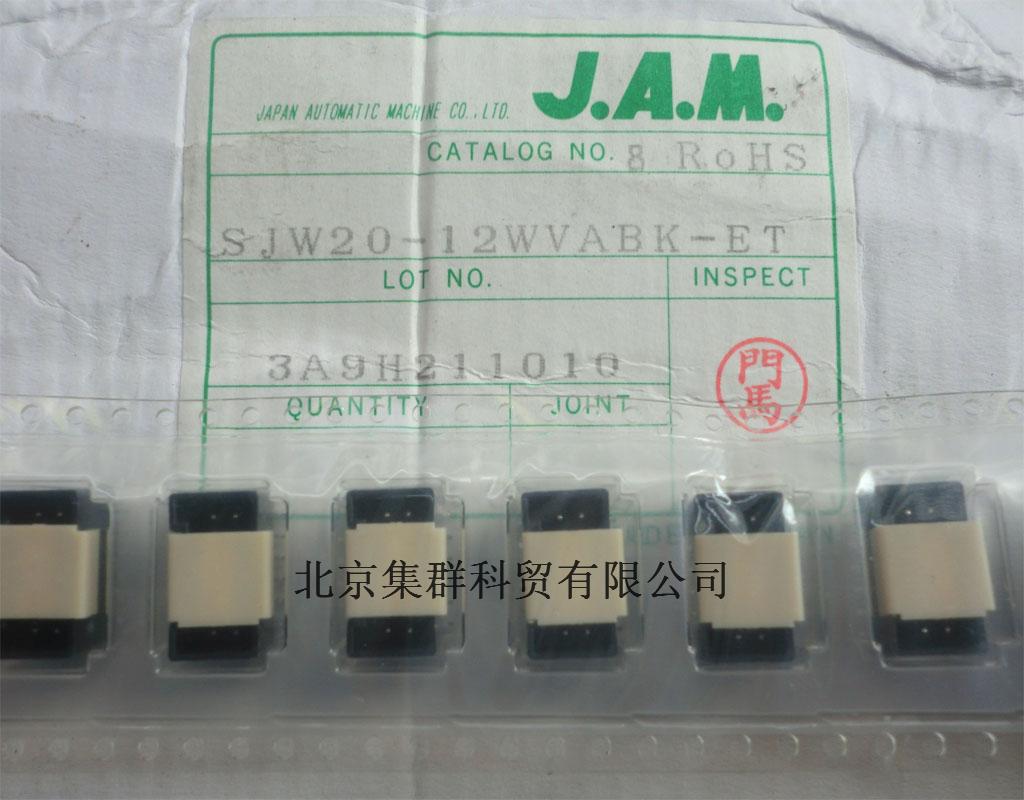 J.A.M.
JAPAN AUTOMATIC MACHINE CO., LTD.
CATALOG NO. 8 RoHS
SJW20-12WVABK-ET
LOT NO.
INSPECT
3A9H211010
門馬
QUANTITY
JOINT
北京集群科贸有限公司